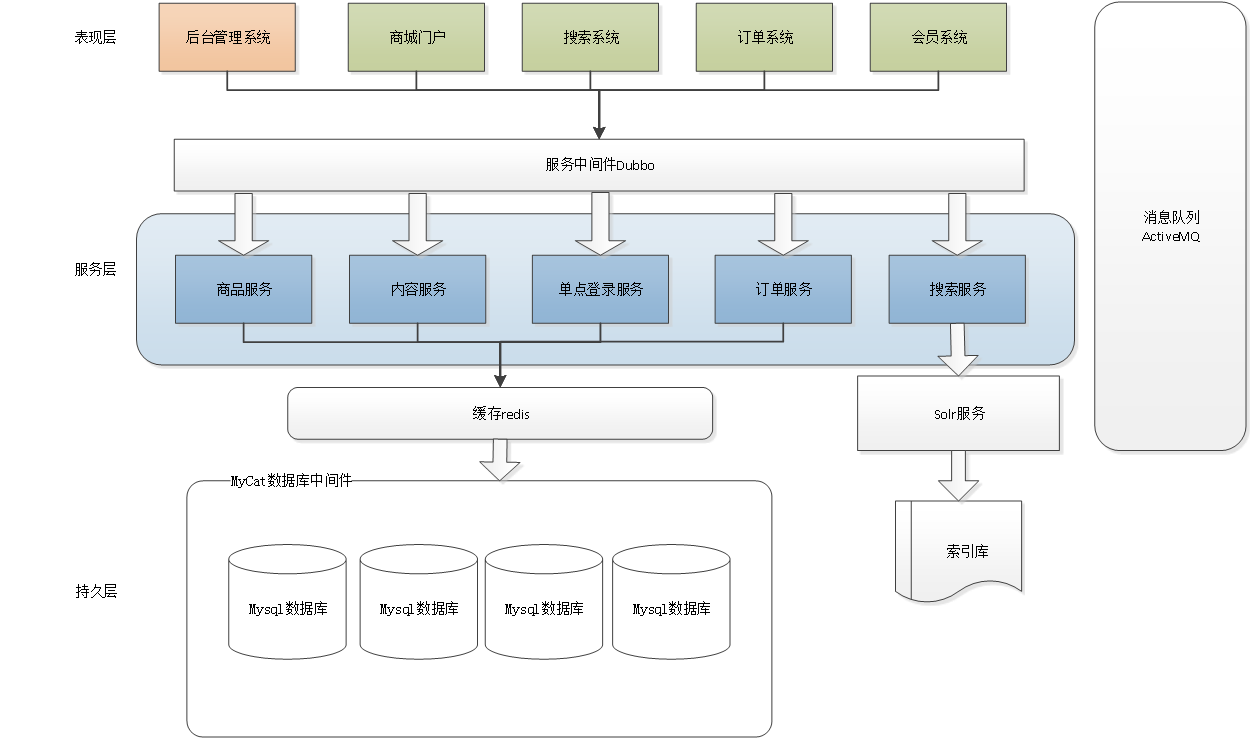 表现层
后台管理系统
商城门户
搜索系统
订单系统
会员系统
服务中间件Dubbo
消息队列
ActiveMQ
服务层
商品服务
内容服务
单点登录服务
订单服务
搜索服务
缓存redis
Solr服务
MyCat数据库中间件
索引库
持久层
Mysql数据库
Mysql数据库
Mysql数据库
Mysql数据库